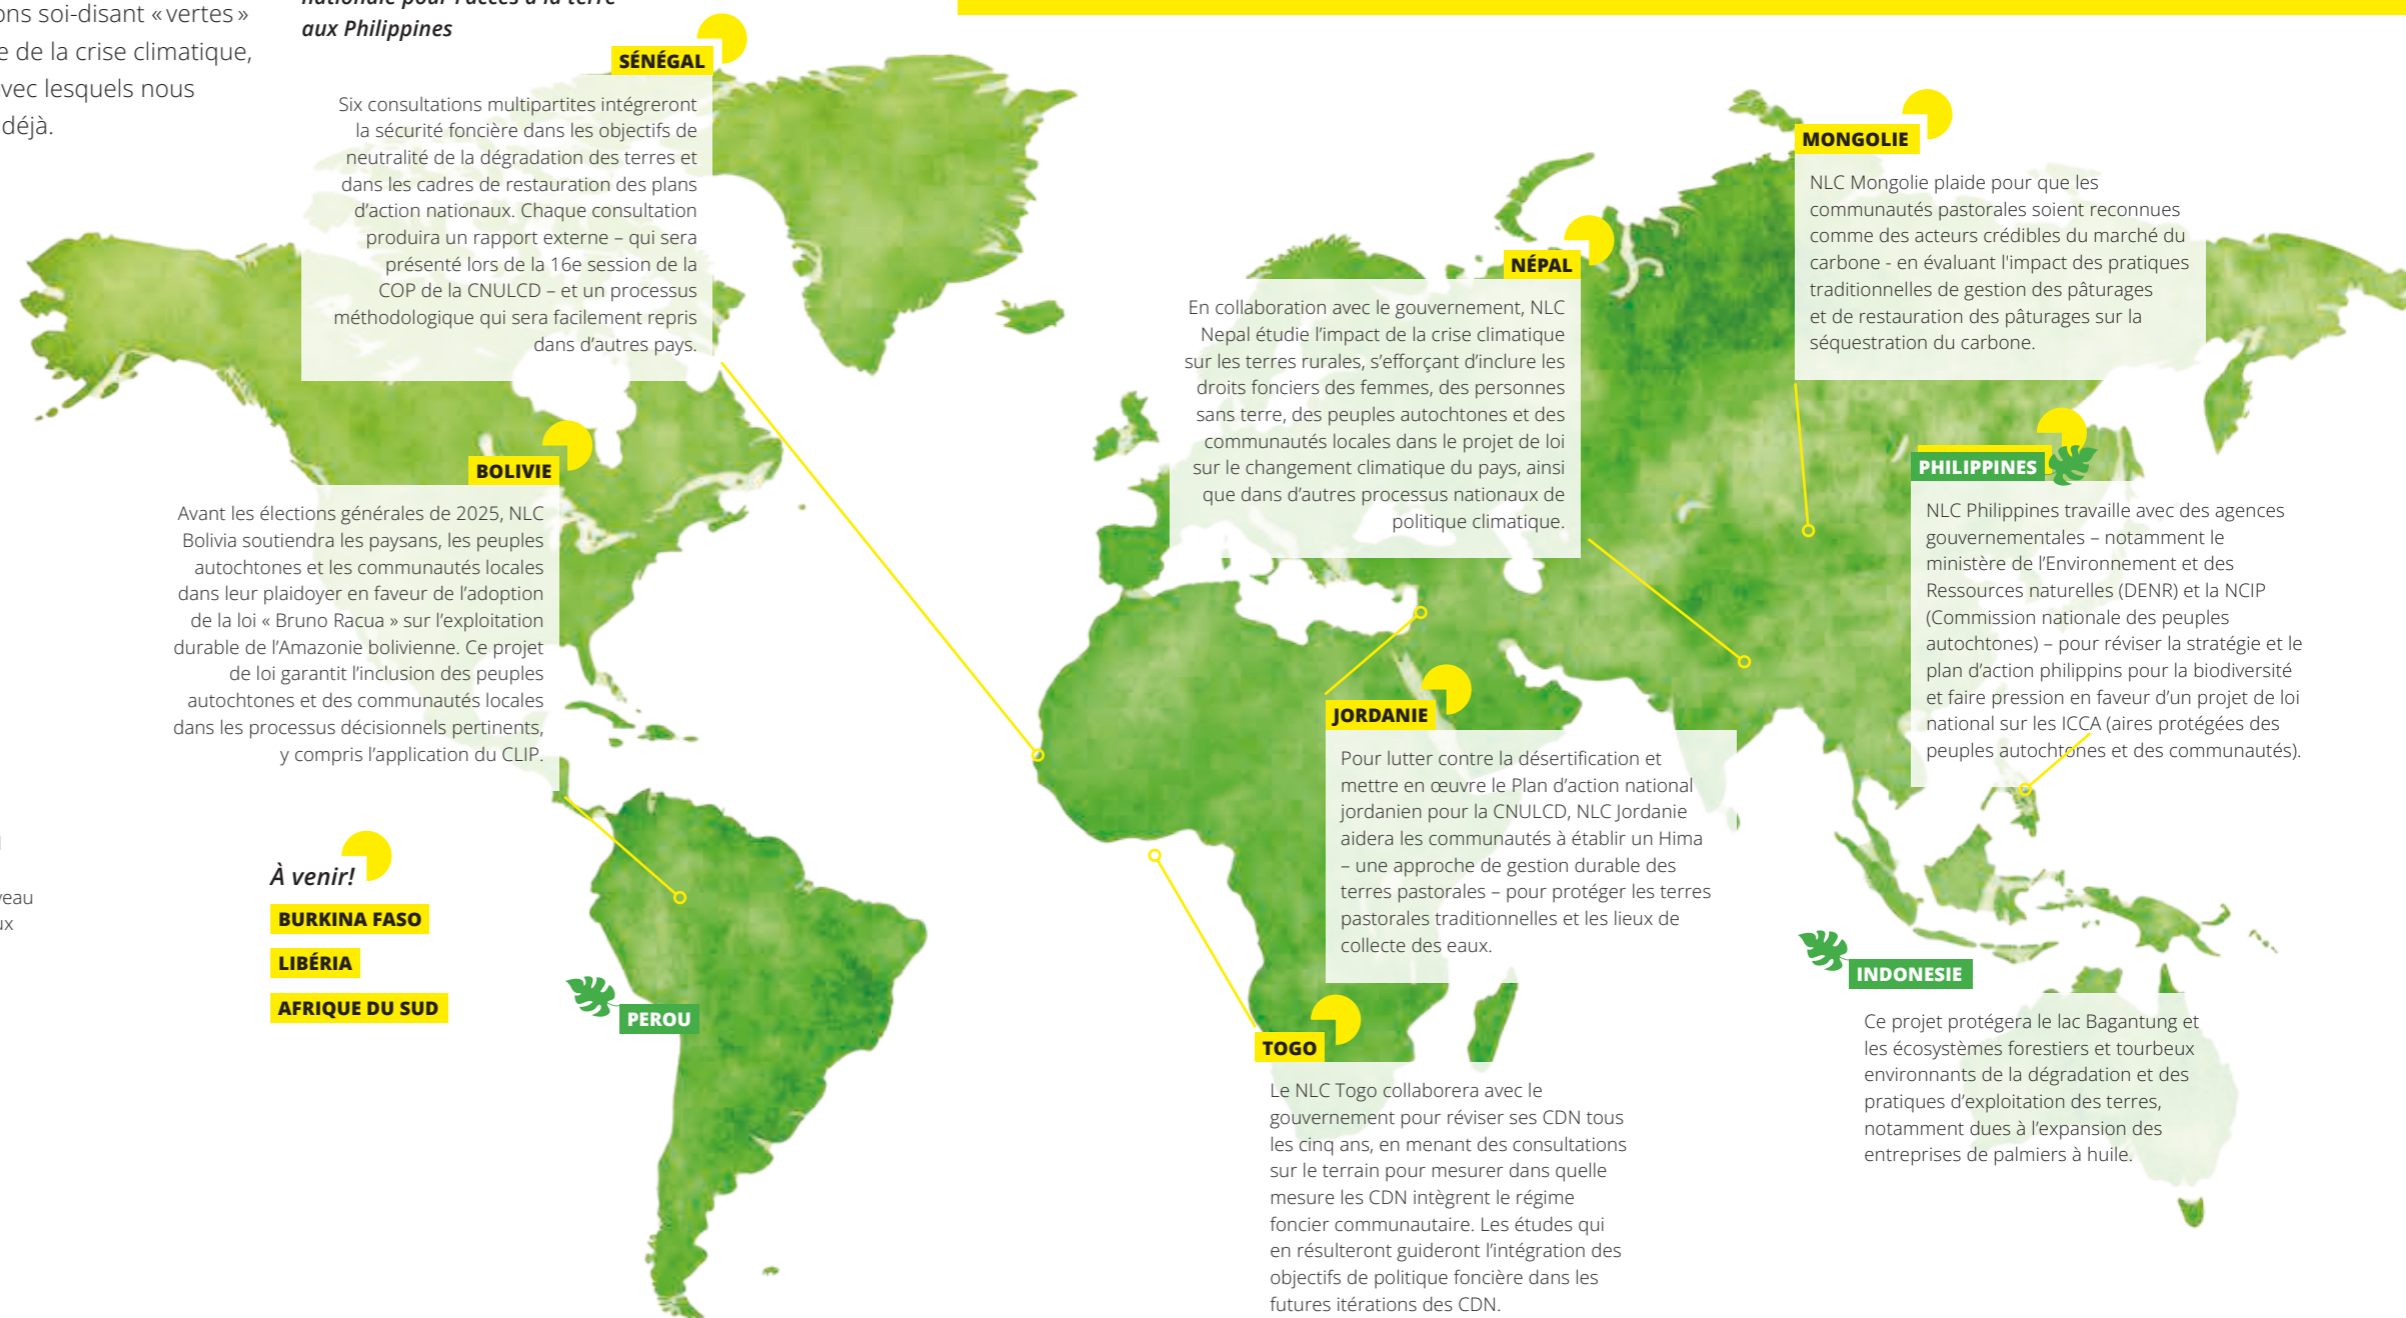 ons soi-disant « vertes »
e de la crise climatique,
vec lesquels nous
déjà.
nationale pour l'accès à la terre
aux Philippines
SÉNÉGAL
Six consultations multipartites intégreront
la sécurité foncière dans les objectifs de
neutralité de la dégradation des terres et
dans les cadres de restauration des plans
d'action nationaux. Chaque consultation
produira un rapport externe – qui sera
présenté lors de la 16e session de la
COP de la CNULCD – et un processus
méthodologique qui sera facilement repris
dans d'autres pays.
BOLIVIE
Avant les élections générales de 2025, NLC
Bolivia soutiendra les paysans, les peuples
autochtones et les communautés locales
dans leur plaidoyer en faveur de l'adoption
de la loi « Bruno Racua » sur l'exploitation
durable de l'Amazonie bolivienne. Ce projet
de loi garantit l'inclusion des peuples
autochtones et des communautés locales
dans les processus décisionnels pertinents,
y compris l'application du CLIP.
veau
ux
À venir!
BURKINA FASO
LIBÉRIA
AFRIQUE DU SUD
PEROU
NÉPAL
En collaboration avec le gouvernement, NLC
Nepal étudie l'impact de la crise climatique
sur les terres rurales, s'efforçant d'inclure les
droits fonciers des femmes, des personnes
sans terre, des peuples autochtones et des
communautés locales dans le projet de loi
sur le changement climatique du pays, ainsi
que dans d'autres processus nationaux de
politique climatique.
JORDANIE
Pour lutter contre la désertification et
mettre en œuvre le Plan d'action national
jordanien pour la CNULCD, NLC Jordanie
aidera les communautés à établir un Hima
– une approche de gestion durable des
terres pastorales – pour protéger les terres
pastorales traditionnelles et les lieux de
collecte des eaux.
TOGO
Le NLC Togo collaborera avec le
gouvernement pour réviser ses CDN tous
les cinq ans, en menant des consultations
sur le terrain pour mesurer dans quelle
mesure les CDN intègrent le régime
foncier communautaire. Les études qui
en résulteront guideront l'intégration des
objectifs de politique foncière dans les
futures itérations des CDN.
MONGOLIE
NLC Mongolie plaide pour que les
communautés pastorales soient reconnues
comme des acteurs crédibles du marché du
carbone - en évaluant l'impact des pratiques
traditionnelles de gestion des pâturages
et de restauration des pâturages sur la
séquestration du carbone.
PHILIPPINES
NLC Philippines travaille avec des agences
gouvernementales – notamment le
ministère de l'Environnement et des
Ressources naturelles (DENR) et la NCIP
(Commission nationale des peuples
autochtones) – pour réviser la stratégie et le
plan d'action philippins pour la biodiversité
et faire pression en faveur d'un projet de loi
national sur les ICCA (aires protégées des
peuples autochtones et des communautés).
INDONESIE
Ce projet protégera le lac Bagantung et
les écosystèmes forestiers et tourbeux
environnants de la dégradation et des
pratiques d'exploitation des terres,
notamment dues à l'expansion des
entreprises de palmiers à huile.